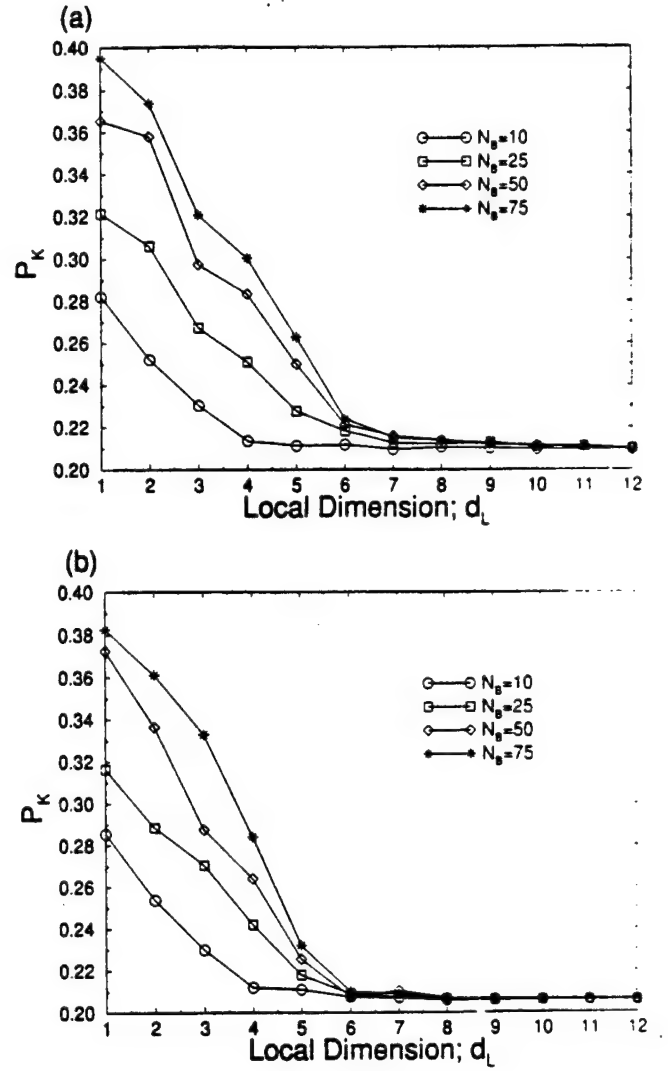 (a)
0.40
0.38
0.36
0.34
0.32
0.30
0.28
0.26
0.24
0.22
0.20
P_K
N_B=10
N_B=25
N_B=50
N_B=75
1 2 3 4 5 6 7 8 9 10 11 12
Local Dimension; d_L
(b)
0.40
0.38
0.36
0.34
0.32
0.30
0.28
0.26
0.24
0.22
0.20
P_K
N_B=10
N_B=25
N_B=50
N_B=75
1 2 3 4 5 6 7 8 9 10 11 12
Local Dimension; d_L